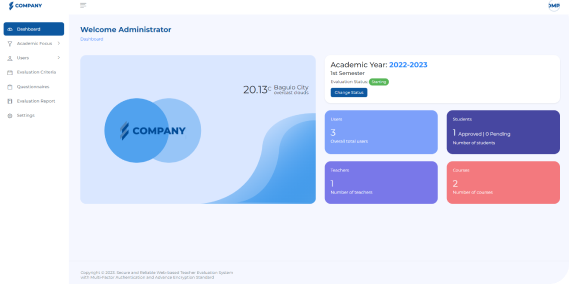 COMPANY
Dashboard
Academic Focus
Users
Evaluation Criteria
Questionnaires
Evaluation Report
Settings
Welcome Administrator
Dashboard
20.13°C Baguio City
overcast clouds
COMPANY
Academic Year: 2022-2023
1st Semester
Evaluation Status: Starting
Change Status
Users
3
Overall total users
Students
1 Approved | 0 Pending
Number of students
Teachers
1
Number of teachers
Courses
2
Number of courses
Copyright © 2023, Secure and Reliable Web-based Teacher Evaluation System
with Multi-Factor Authentication and Advance Encryption Standard